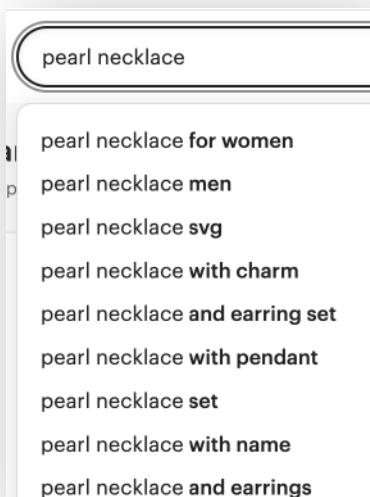 pearl necklace
pearl necklace for women
pearl necklace men
pearl necklace svg
pearl necklace with charm
pearl necklace and earring set
pearl necklace with pendant
pearl necklace set
pearl necklace with name
pearl necklace and earrings